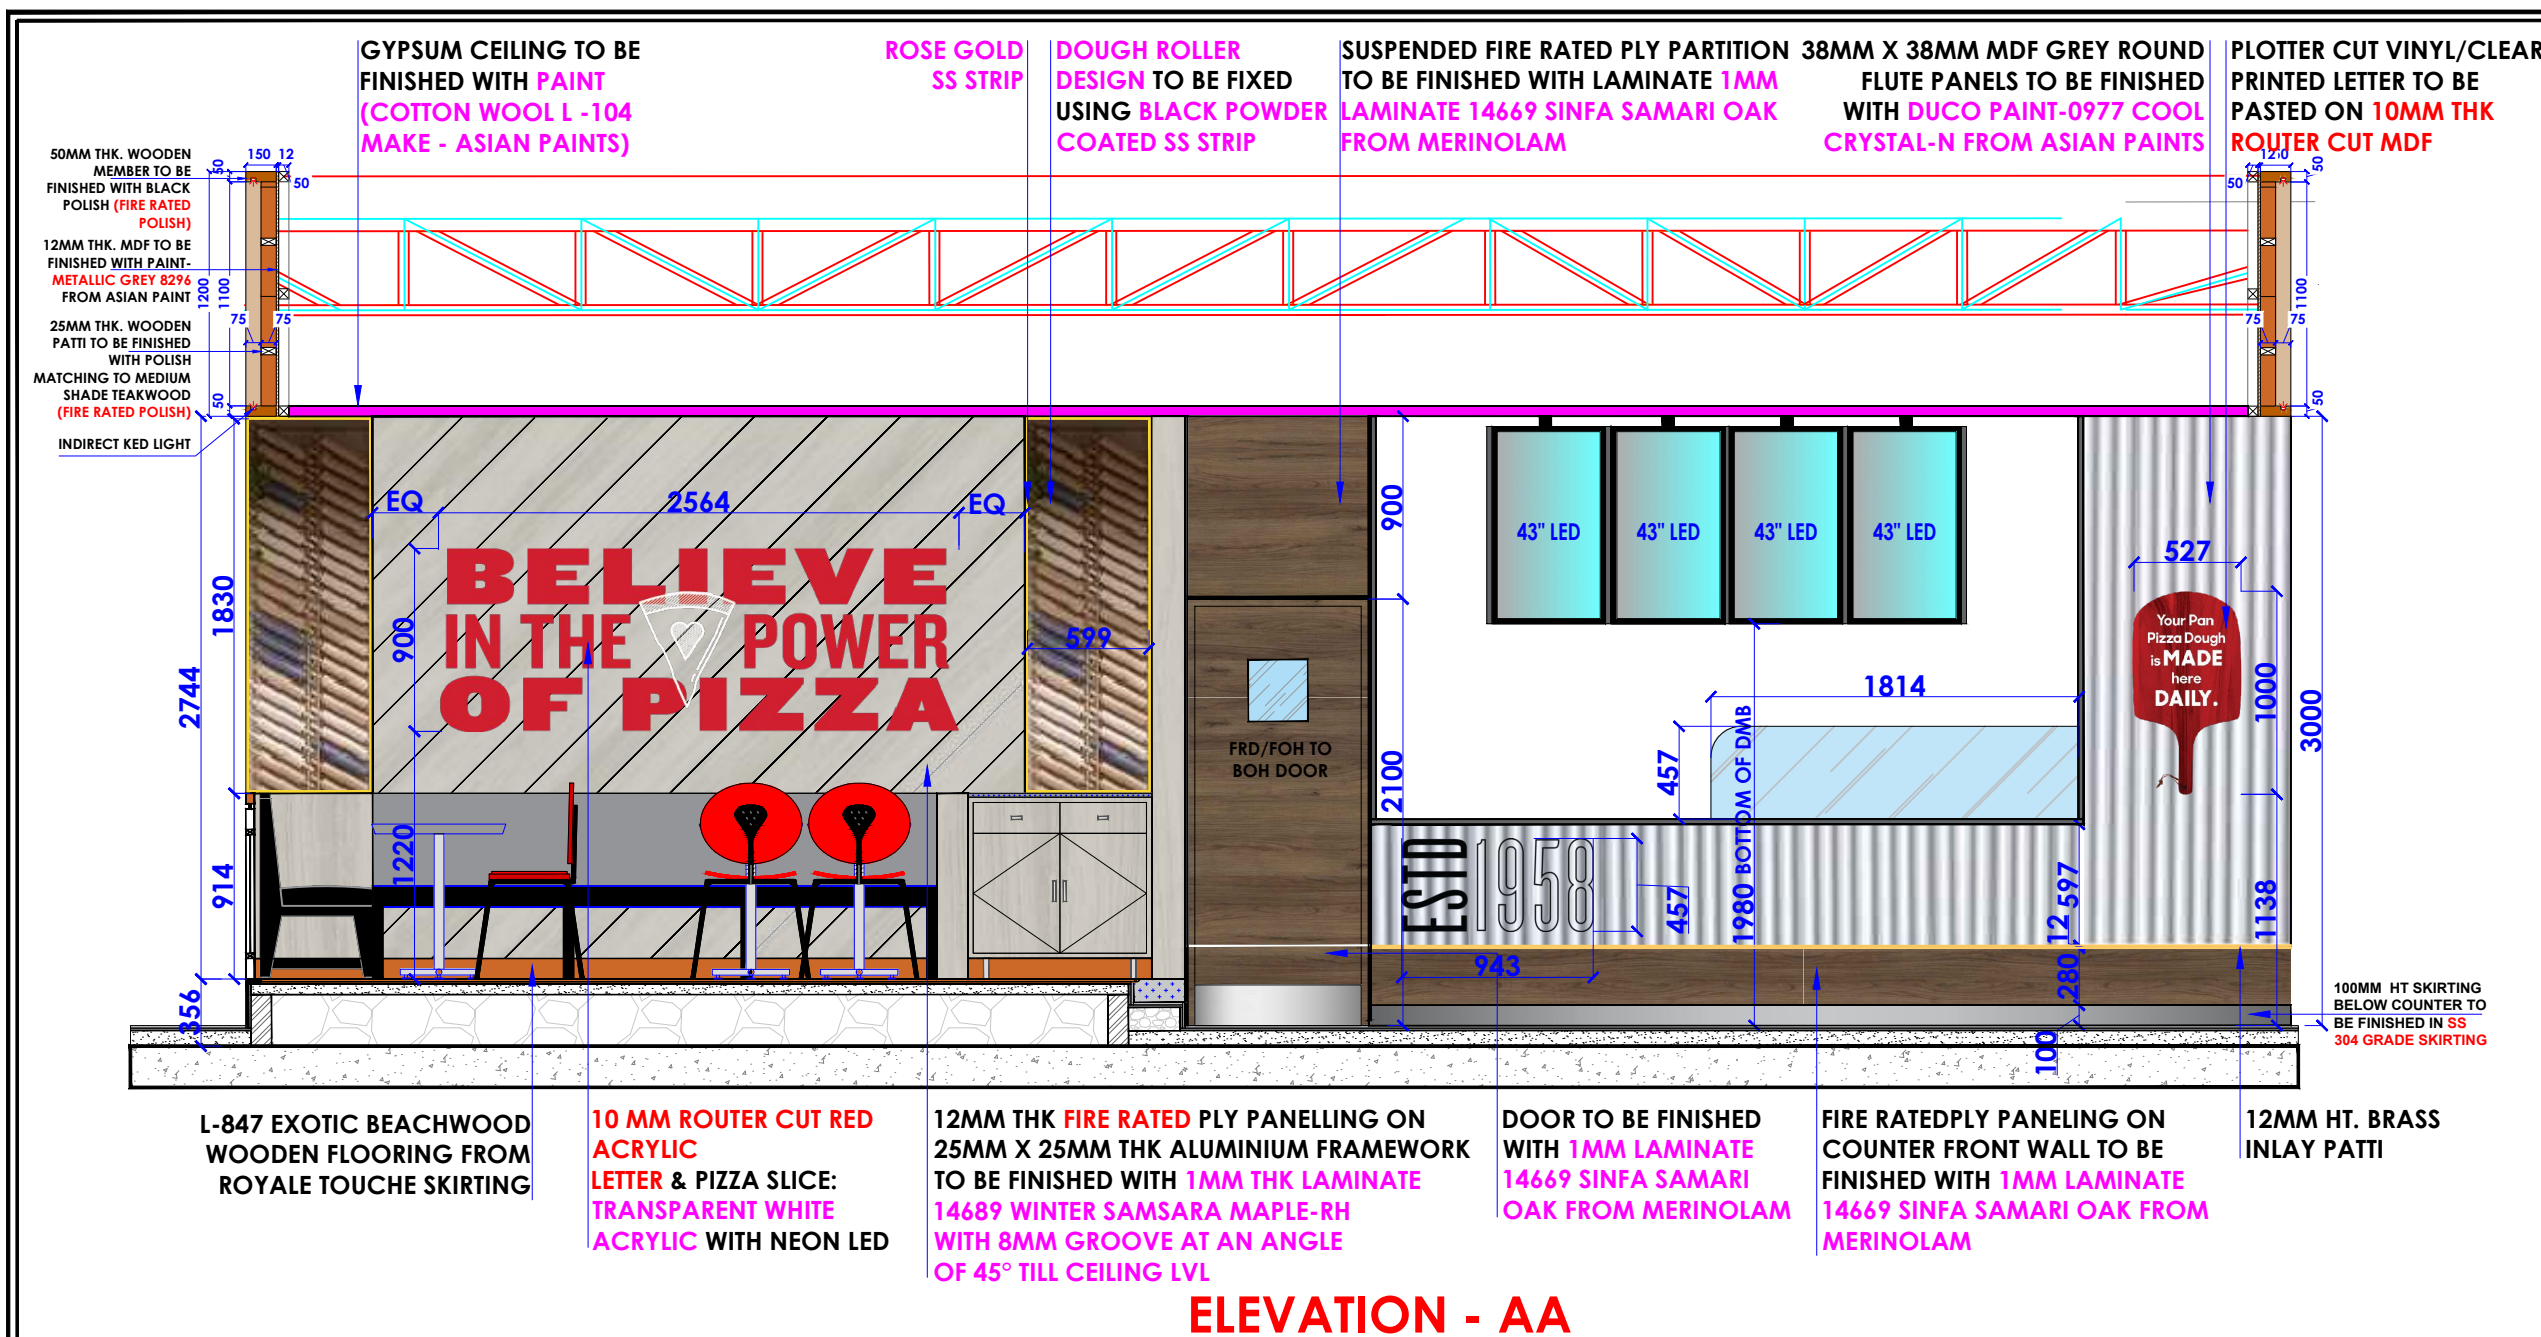 GYPSUM CEILING TO BE
FINISHED WITH PAINT
(COTTON WOOL L -104
MAKE - ASIAN PAINTS)
ROSE GOLD
SS STRIP
DOUGH ROLLER
DESIGN TO BE FIXED
USING BLACK POWDER
COATED SS STRIP
SUSPENDED FIRE RATED PLY PARTITION
TO BE FINISHED WITH LAMINATE 1MM
LAMINATE 14669 SINFA SAMARI OAK
FROM MERINOLAM
38MM X 38MM MDF GREY ROUND
FLUTE PANELS TO BE FINISHED
WITH DUCO PAINT-0977 COOL
CRYSTAL-N FROM ASIAN PAINTS
PLOTTER CUT VINYL/CLEAR
PRINTED LETTER TO BE
PASTED ON 10MM THK
ROUTER CUT MDF
50MM THK. WOODEN
MEMBER TO BE
FINISHED WITH BLACK
POLISH (FIRE RATED
POLISH)
12MM THK. MDF TO BE
FINISHED WITH PAINT-
METALLIC GREY 8296
FROM ASIAN PAINT
25MM THK. WOODEN
PATTI TO BE FINISHED
WITH POLISH
MATCHING TO MEDIUM
SHADE TEAKWOOD
(FIRE RATED POLISH)
INDIRECT KED LIGHT
150 12
50
50
1200
1100
75 75
50
50
50
1100
75 75
50
EQ
2564
EQ
BELIEVE
IN THE POWER
OF PIZZA
900
599
1830
2744
914
356
1220
FRD/FOH TO
BOH DOOR
900
2100
43" LED
43" LED
43" LED
43" LED
1814
457
1980 BOTTOM OF DMB
ESTD 1958
457
943
527
Your Pan
Pizza Dough
is MADE
here
DAILY.
1000
3000
1138
597
12
280
100
100MM HT SKIRTING
BELOW COUNTER TO
BE FINISHED IN SS
304 GRADE SKIRTING
L-847 EXOTIC BEACHWOOD
WOODEN FLOORING FROM
ROYALE TOUCHE SKIRTING
10 MM ROUTER CUT RED
ACRYLIC
LETTER & PIZZA SLICE:
TRANSPARENT WHITE
ACRYLIC WITH NEON LED
12MM THK FIRE RATED PLY PANELLING ON
25MM X 25MM THK ALUMINIUM FRAMEWORK
TO BE FINISHED WITH 1MM THK LAMINATE
14689 WINTER SAMSARA MAPLE-RH
WITH 8MM GROOVE AT AN ANGLE
OF 45° TILL CEILING LVL
DOOR TO BE FINISHED
WITH 1MM LAMINATE
14669 SINFA SAMARI
OAK FROM MERINOLAM
FIRE RATEDPLY PANELING ON
COUNTER FRONT WALL TO BE
FINISHED WITH 1MM LAMINATE
14669 SINFA SAMARI OAK FROM
MERINOLAM
12MM HT. BRASS
INLAY PATTI
ELEVATION - AA